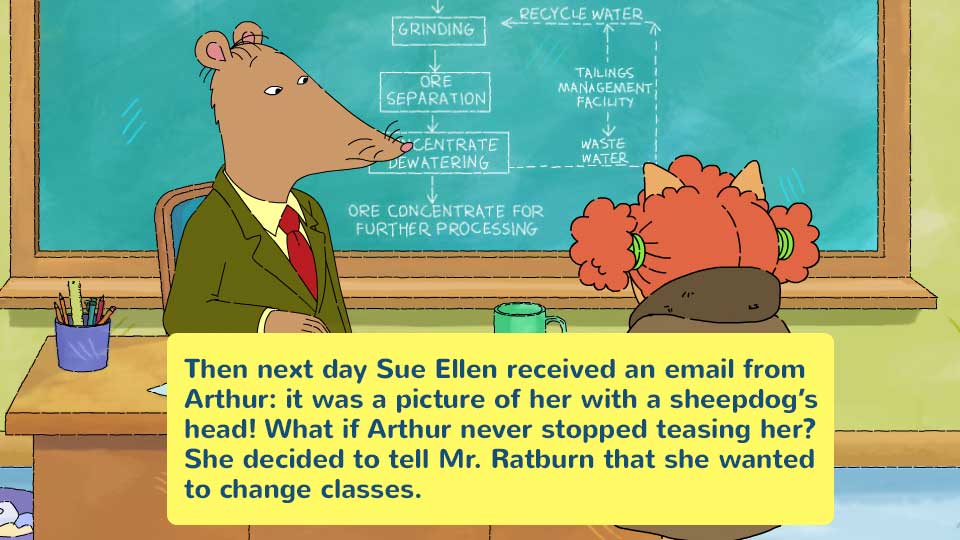 GRINDING
RECYCLE WATER
ORE
SEPARATION
TAILINGS
MANAGEMENT
FACILITY
DEWATERING
WASTE
WATER
ORE CONCENTRATE FOR
FURTHER PROCESSING
Then next day Sue Ellen received an email from
Arthur: it was a picture of her with a sheepdog's
head! What if Arthur never stopped teasing her?
She decided to tell Mr. Ratburn that she wanted
to change classes.